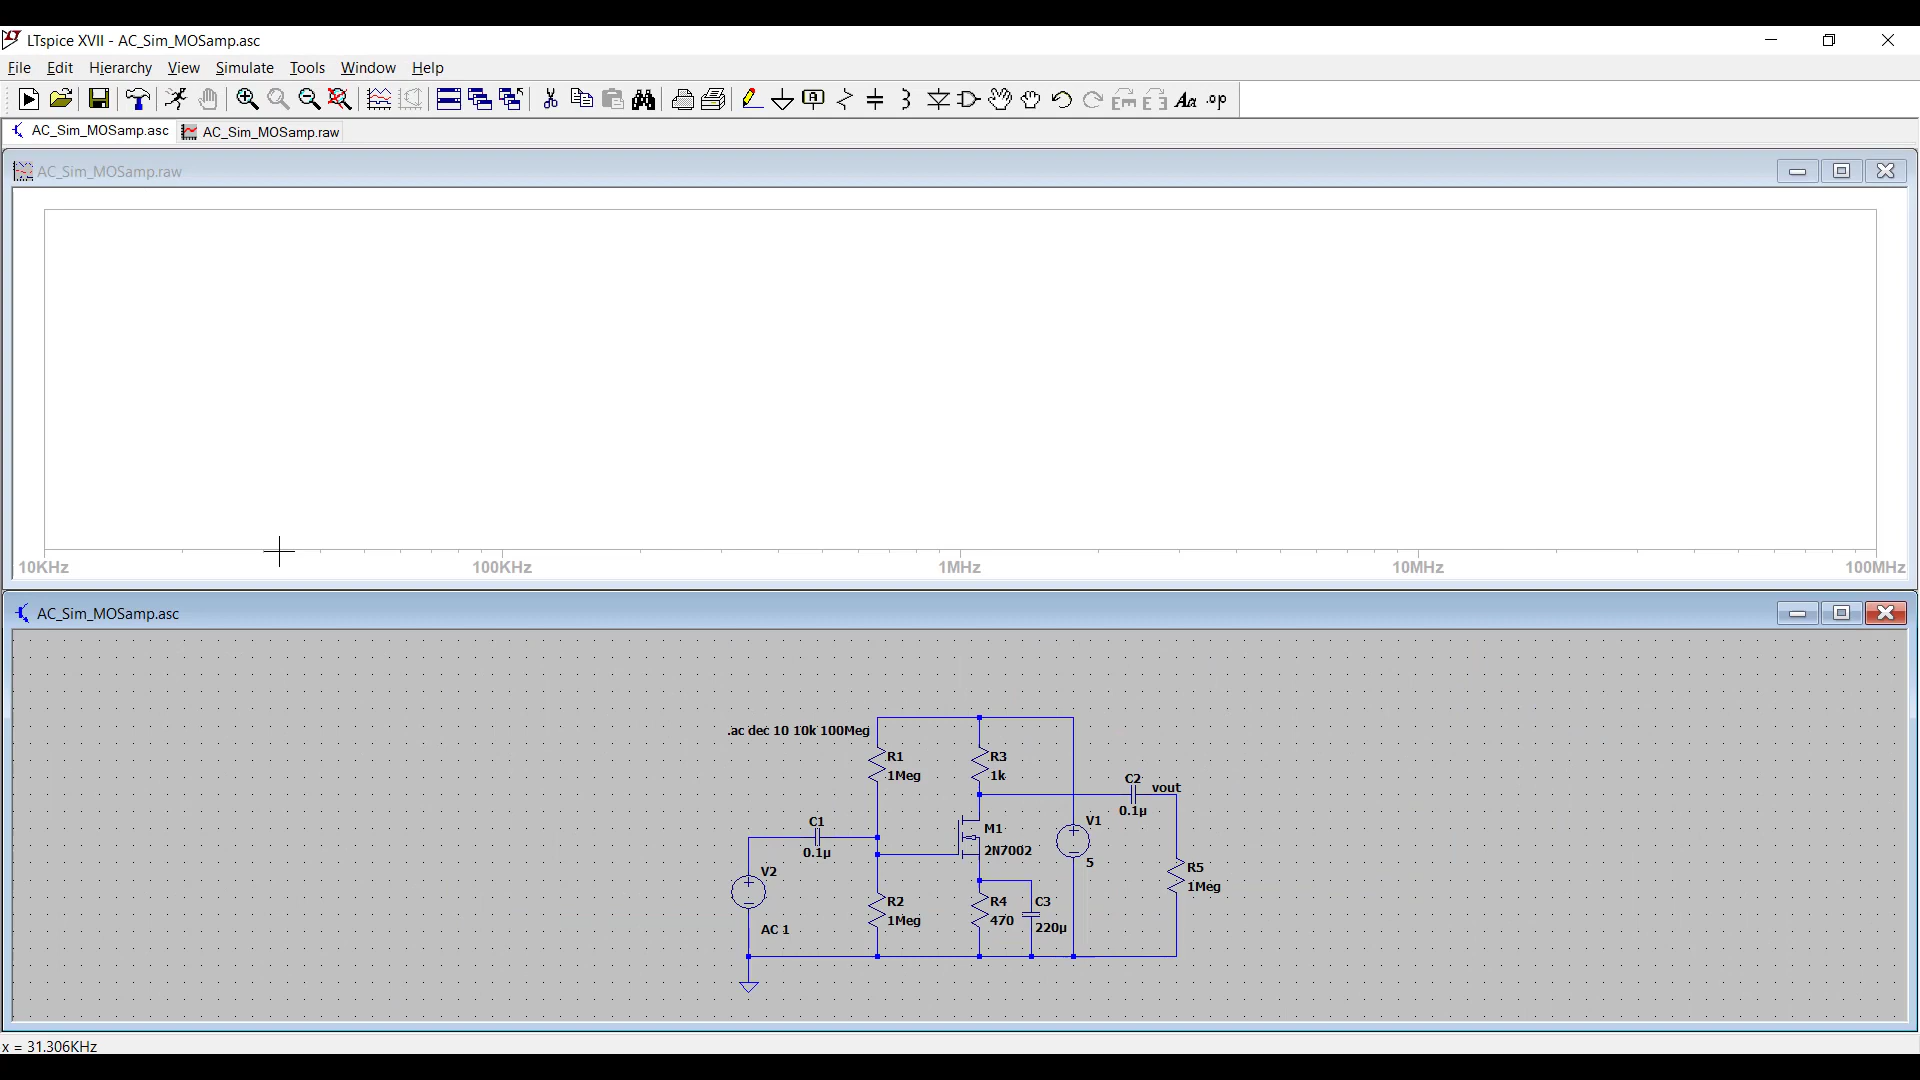 LTspice XVII - AC_Sim_MOSamp.asc
File Edit Hierarchy View Simulate Tools Window Help
A Aa .op
AC_Sim_MOSamp.asc AC_Sim_MOSamp.raw
AC_Sim_MOSamp.raw
10KHz 100KHz 1MHz 10MHz 100MHz
AC_Sim_MOSamp.asc
.ac dec 10 10k 100Meg
R1
1Meg
R3
1k
C2
0.1µ
vout
C1
0.1µ
M1
2N7002
V1
5
V2
AC 1
R2
1Meg
R4
470
C3
220µ
R5
1Meg
x = 31.306KHz